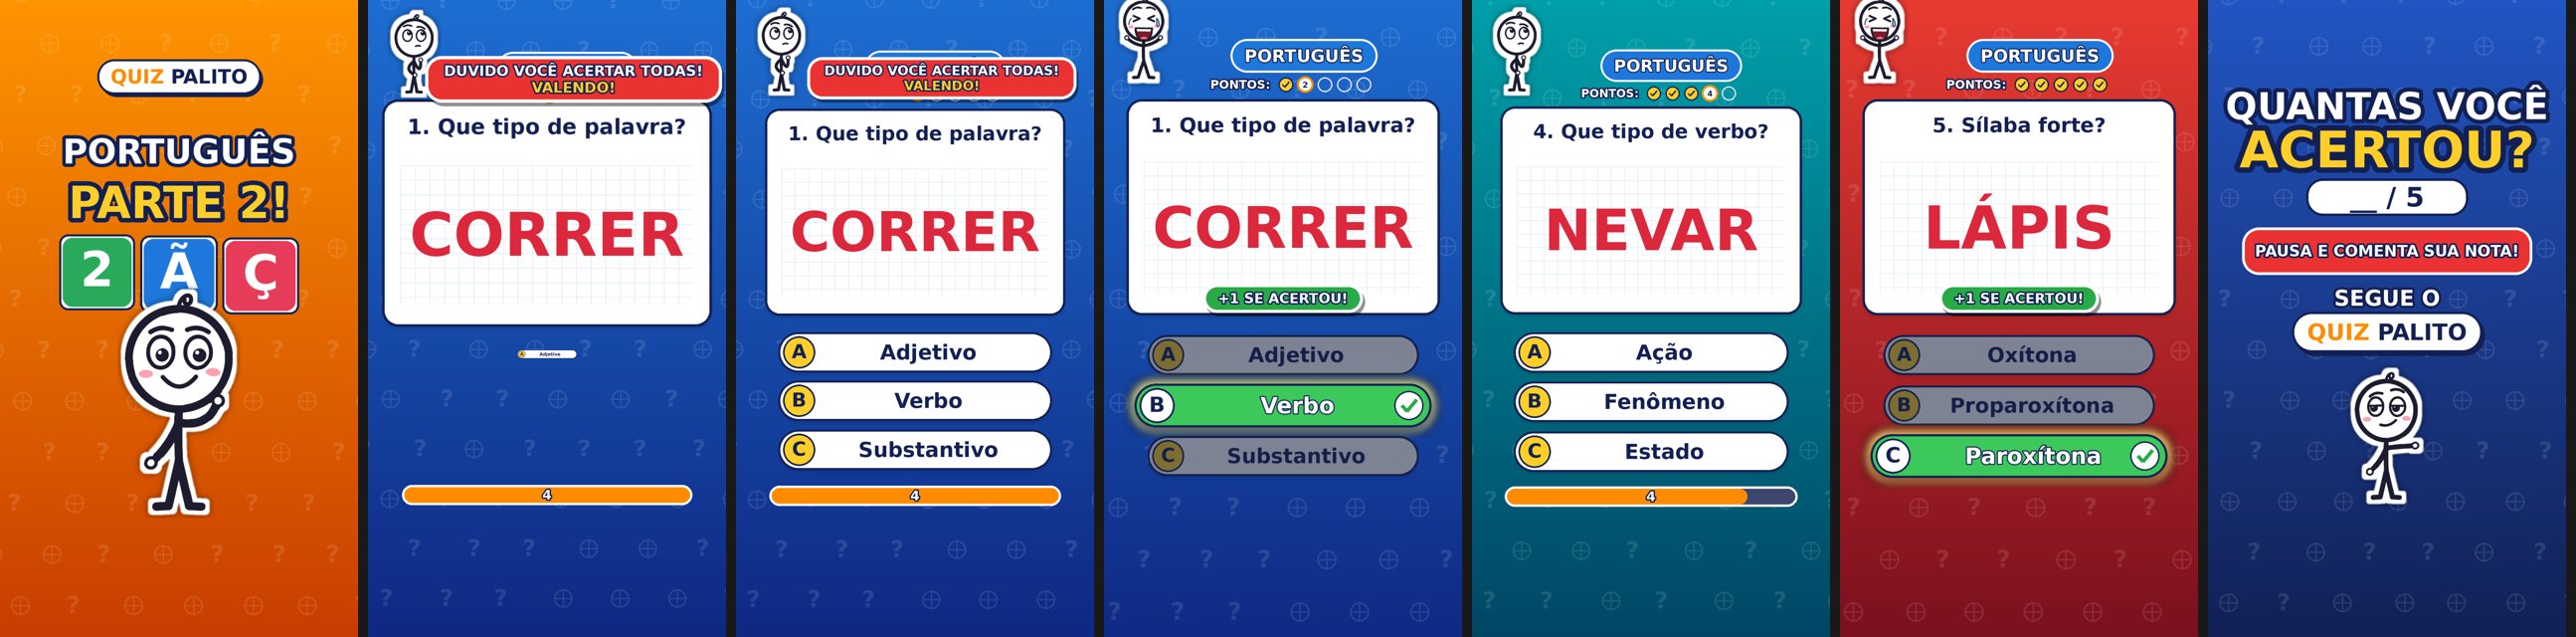 QUIZ PALITO
PORTUGUÊS
PARTE 2!
2 Ã Ç
DUVIDO VOCÊ ACERTAR TODAS!
VALENDO!
1. Que tipo de palavra?
CORRER
A Adjetivo
4
DUVIDO VOCÊ ACERTAR TODAS!
VALENDO!
1. Que tipo de palavra?
CORRER
A Adjetivo
B Verbo
C Substantivo
4
PORTUGUÊS
PONTOS: 2
1. Que tipo de palavra?
CORRER
+1 SE ACERTOU!
A Adjetivo
B Verbo
C Substantivo
PORTUGUÊS
PONTOS: 4
4. Que tipo de verbo?
NEVAR
A Ação
B Fenômeno
C Estado
4
PORTUGUÊS
PONTOS:
5. Sílaba forte?
LÁPIS
+1 SE ACERTOU!
A Oxítona
B Proparoxítona
C Paroxítona
QUANTAS VOCÊ
ACERTOU?
__ / 5
PAUSA E COMENTA SUA NOTA!
SEGUE O
QUIZ PALITO